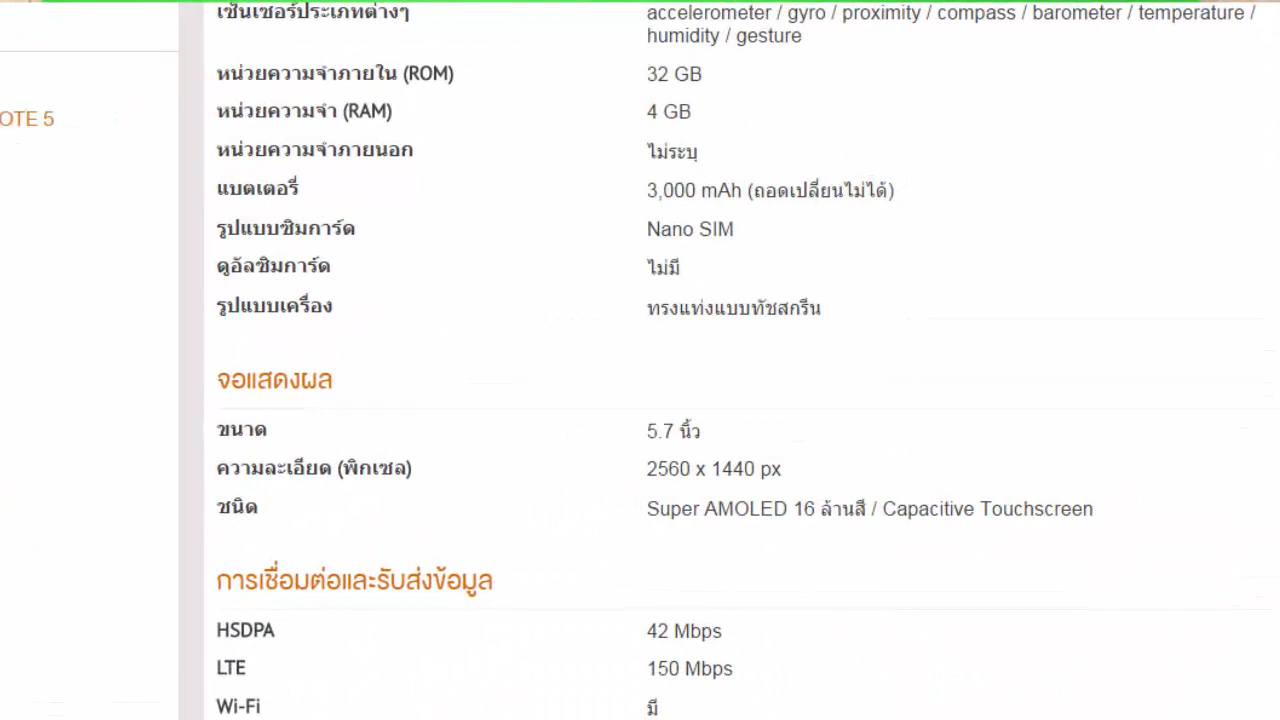 เซ็นเซอร์ประเภทต่างๆ
accelerometer / gyro / proximity / compass / barometer / temperature /
humidity / gesture
หน่วยความจำภายใน (ROM)
32 GB
หน่วยความจำ (RAM)
4 GB
OTE 5
หน่วยความจำภายนอก
ไม่ระบุ
แบตเตอรี่
3,000 mAh (ถอดเปลี่ยนไม่ได้)
รูปแบบซิมการ์ด
Nano SIM
ดูอัลซิมการ์ด
ไม่มี
รูปแบบเครื่อง
ทรงแท่งแบบทัชสกรีน
จอแสดงผล
ขนาด
5.7 นิ้ว
ความละเอียด (พิกเซล)
2560 x 1440 px
ชนิด
Super AMOLED 16 ล้านสี / Capacitive Touchscreen
การเชื่อมต่อและรับส่งข้อมูล
HSDPA
42 Mbps
LTE
150 Mbps
Wi-Fi
มี